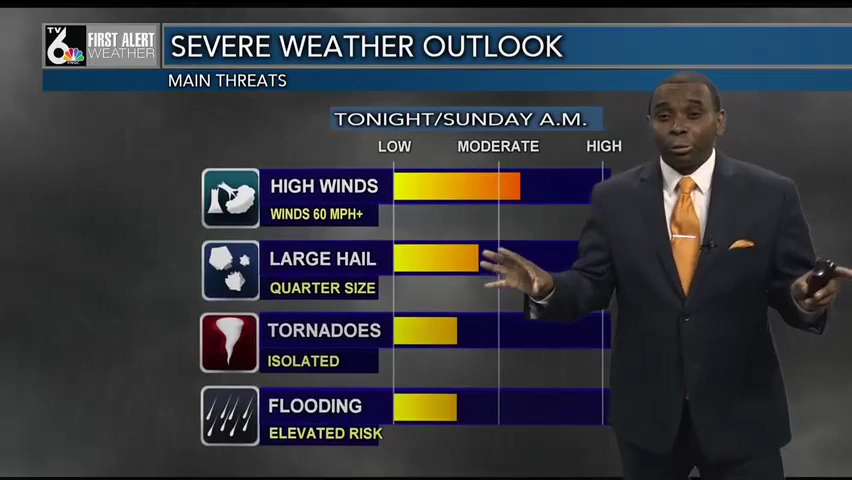 TV
6
FIRST ALERT
WEATHER
SEVERE WEATHER OUTLOOK
MAIN THREATS
TONIGHT/SUNDAY A.M.
LOW MODERATE HIGH
HIGH WINDS
WINDS 60 MPH+
LARGE HAIL
QUARTER SIZE
TORNADOES
ISOLATED
FLOODING
ELEVATED RISK